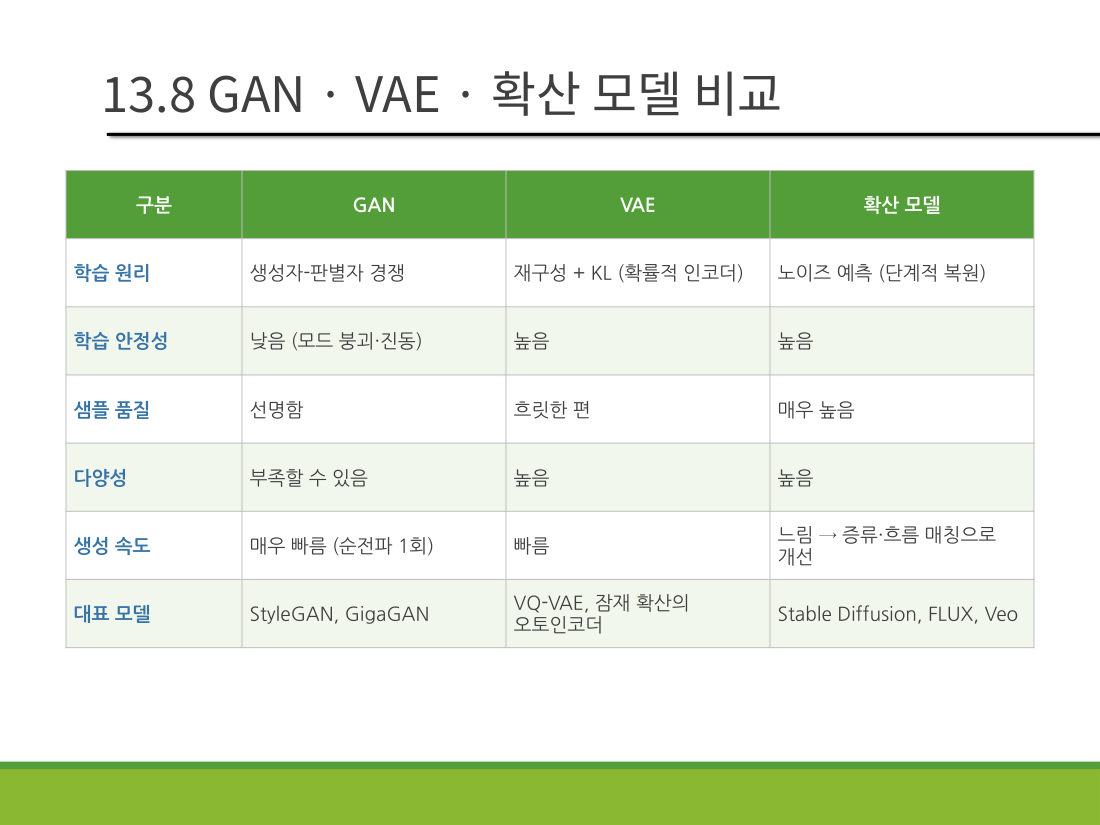 13.8 GAN · VAE · 확산 모델 비교
구분 GAN VAE 확산 모델
학습 원리 생성자-판별자 경쟁 재구성 + KL (확률적 인코더) 노이즈 예측 (단계적 복원)
학습 안정성 낮음 (모드 붕괴·진동) 높음 높음
샘플 품질 선명함 흐릿한 편 매우 높음
다양성 부족할 수 있음 높음 높음
생성 속도 매우 빠름 (순전파 1회) 빠름 느림 → 증류·흐름 매칭으로
개선
대표 모델 StyleGAN, GigaGAN VQ-VAE, 잠재 확산의
오토인코더 Stable Diffusion, FLUX, Veo